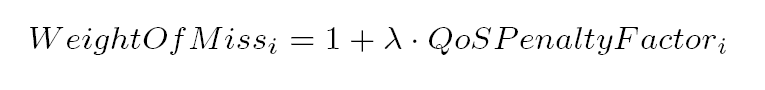 WeightOfMiss_i = 1 + λ · QoSPenaltyFactor_i